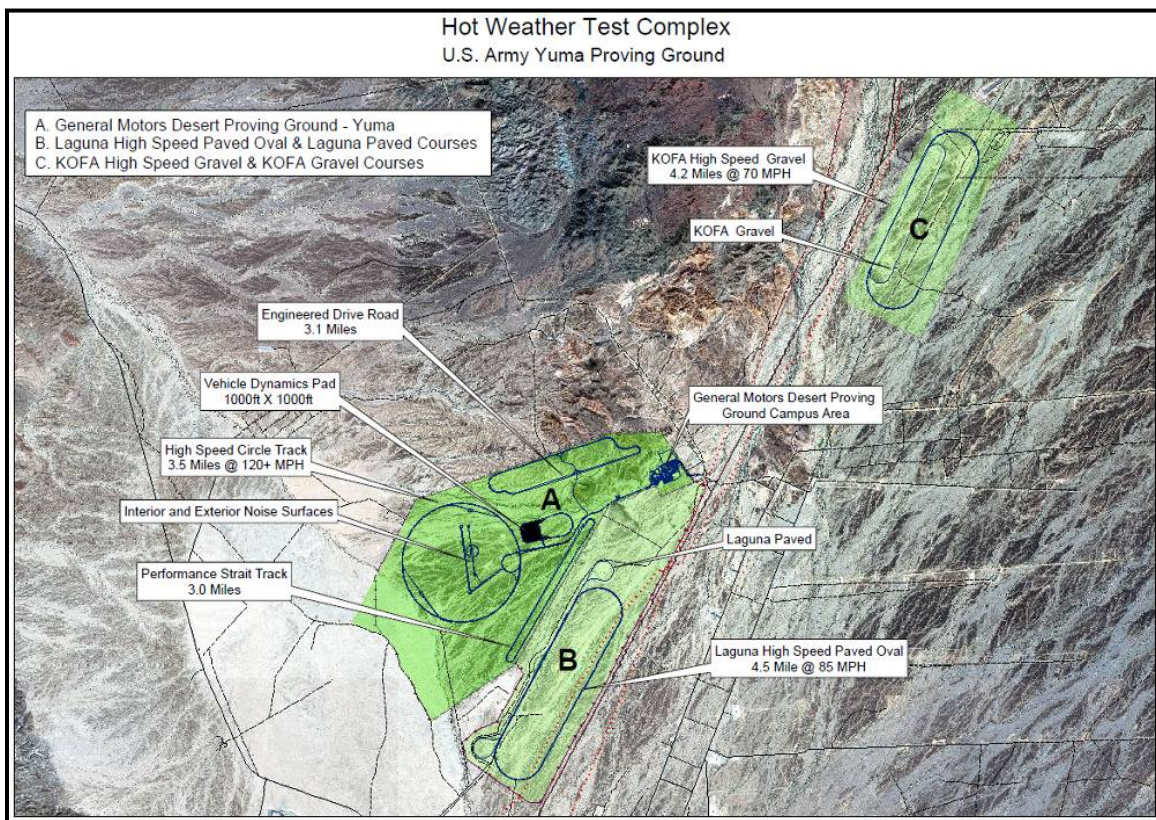 Hot Weather Test Complex
U.S. Army Yuma Proving Ground
A. General Motors Desert Proving Ground - Yuma
B. Laguna High Speed Paved Oval & Laguna Paved Courses
C. KOFA High Speed Gravel & KOFA Gravel Courses
KOFA High Speed Gravel
4.2 Miles @ 70 MPH
C
KOFA Gravel
Engineered Drive Road
3.1 Miles
Vehicle Dynamics Pad
1000ft X 1000ft
General Motors Desert Proving
Ground Campus Area
High Speed Circle Track
3.5 Miles @ 120+ MPH
A
Interior and Exterior Noise Surfaces
Laguna Paved
Performance Strait Track
3.0 Miles
B
Laguna High Speed Paved Oval
4.5 Mile @ 85 MPH